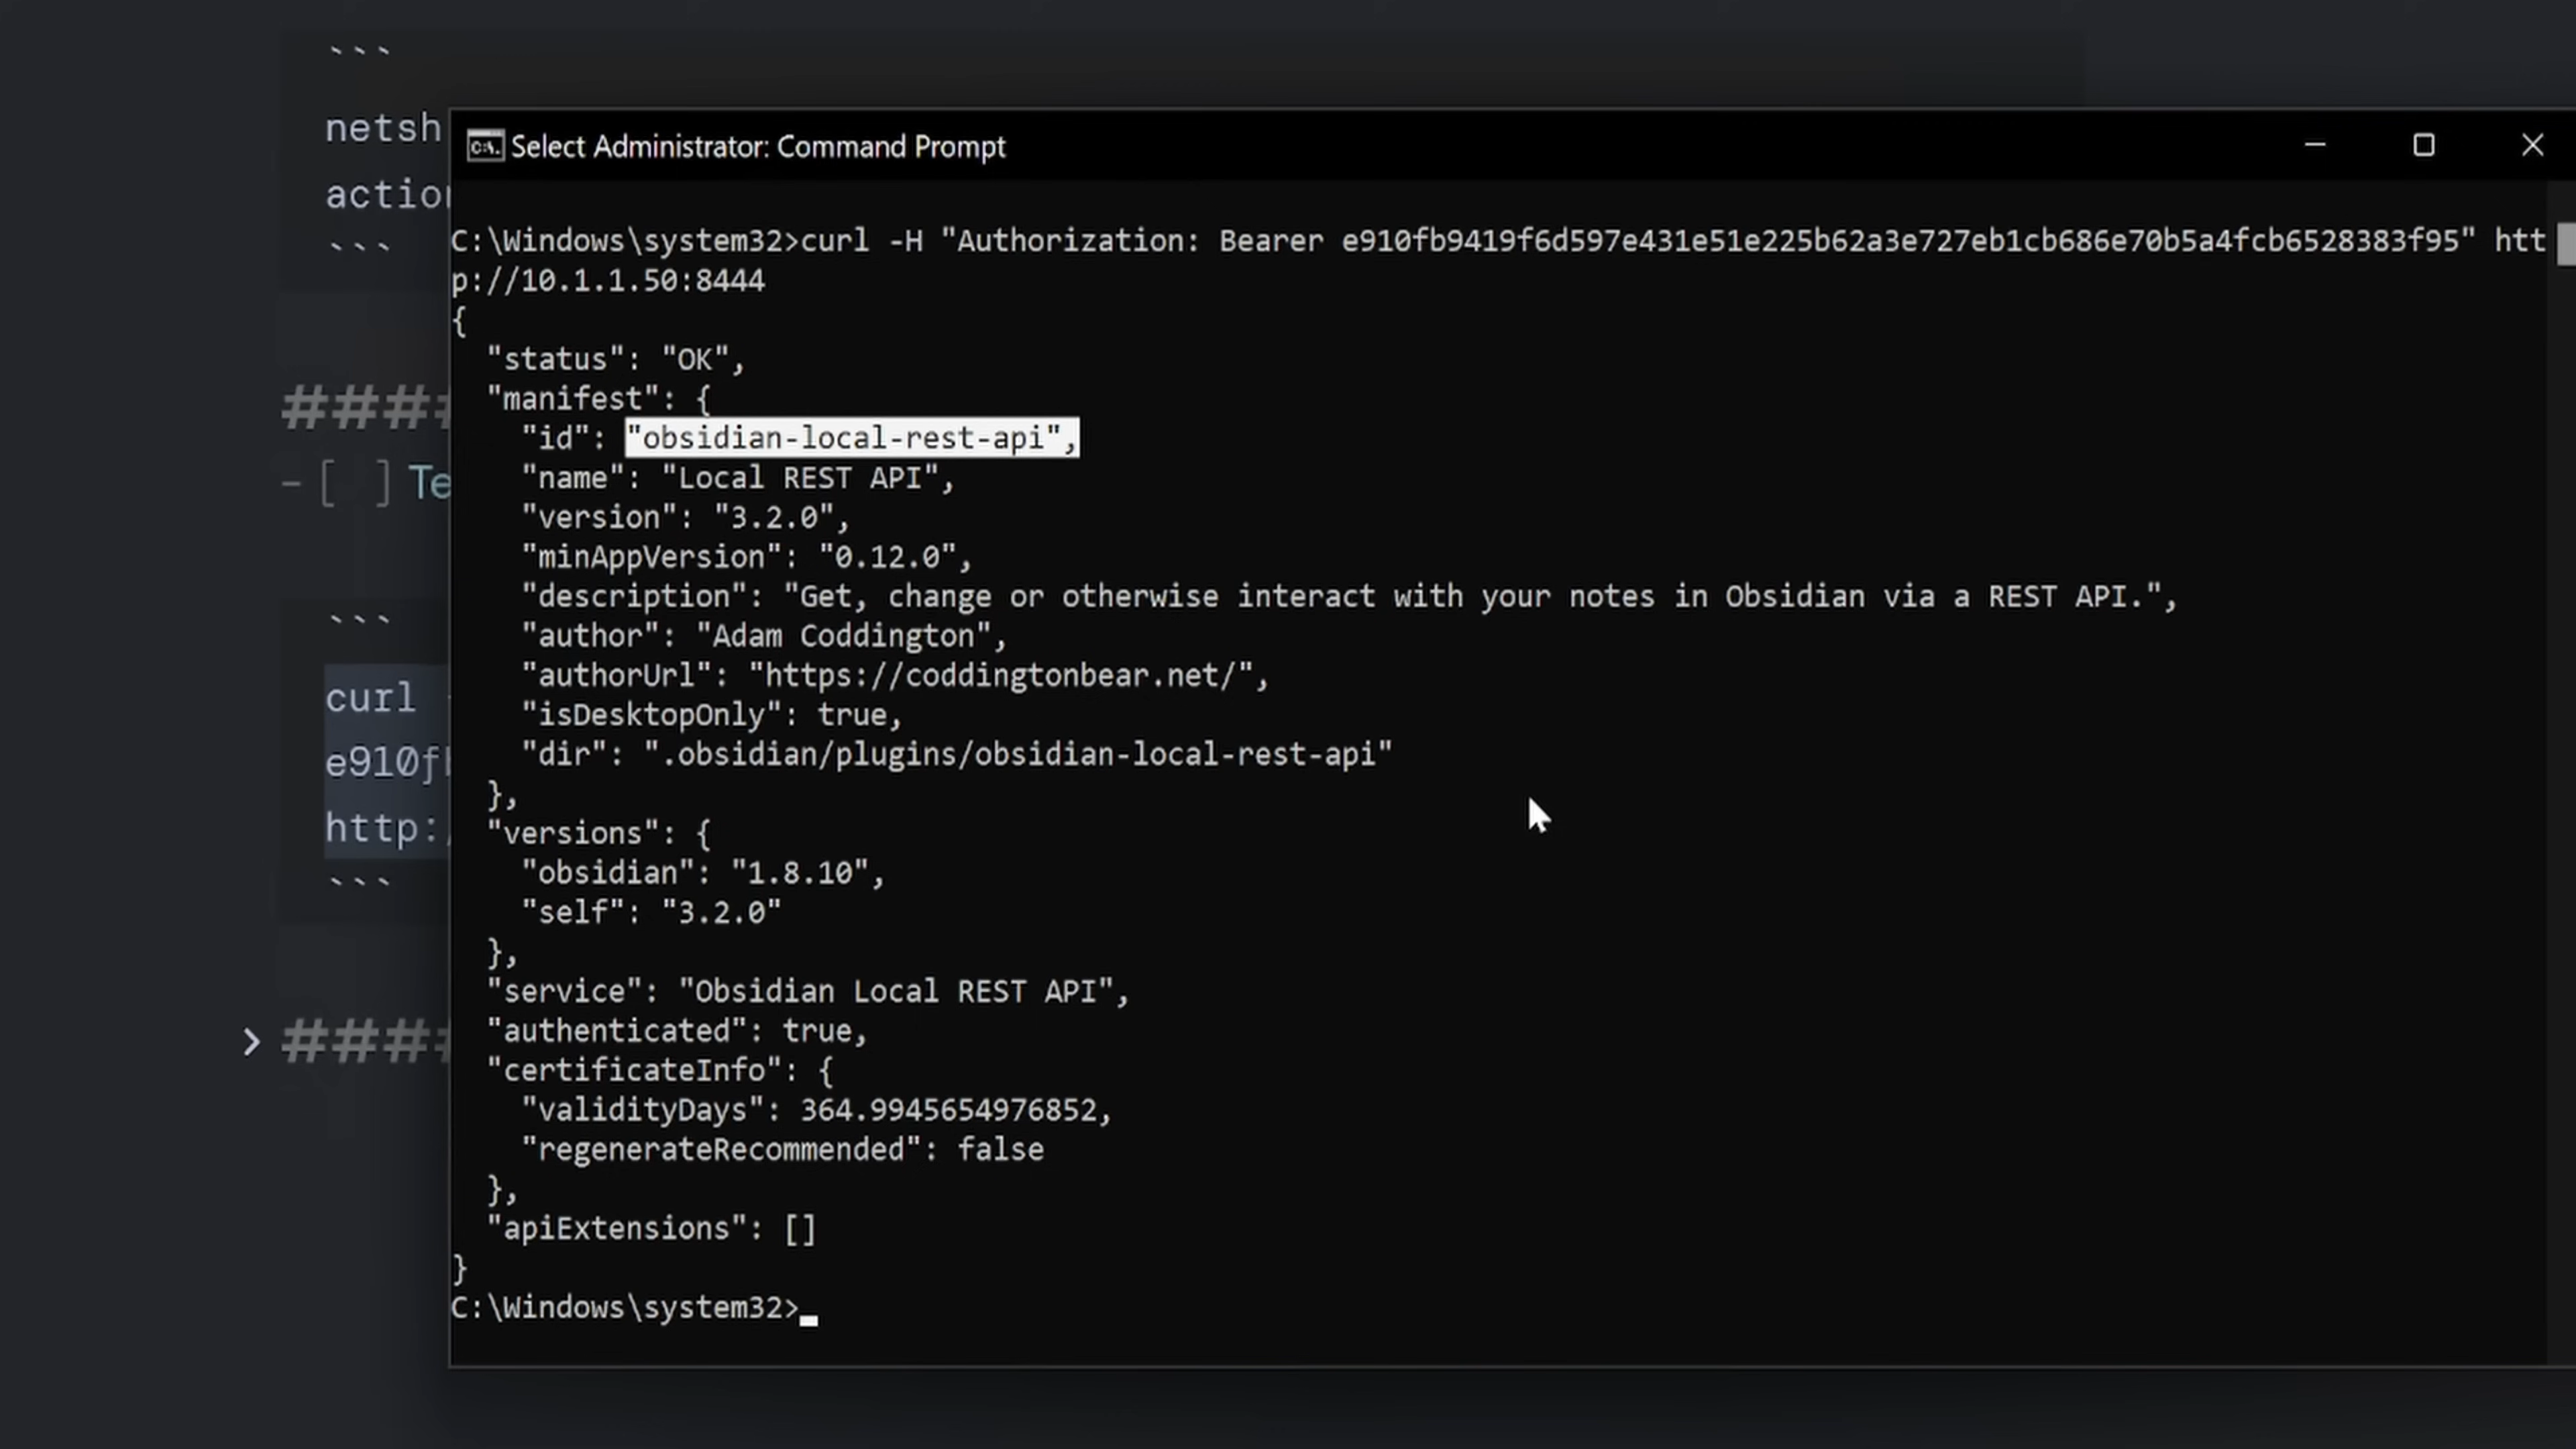 ```
netsh
action
```
####
- [ ] Te
```
curl
e910fb
http:/
```
####
Select Administrator: Command Prompt
C:\Windows\system32>curl -H "Authorization: Bearer e910fb9419f6d597e431e51e225b62a3e727eb1cb686e70b5a4fcb6528383f95" htt
p://10.1.1.50:8444
{
  "status": "OK",
  "manifest": {
    "id": "obsidian-local-rest-api",
    "name": "Local REST API",
    "version": "3.2.0",
    "minAppVersion": "0.12.0",
    "description": "Get, change or otherwise interact with your notes in Obsidian via a REST API.",
    "author": "Adam Coddington",
    "authorUrl": "https://coddingtonbear.net/",
    "isDesktopOnly": true,
    "dir": ".obsidian/plugins/obsidian-local-rest-api"
  },
  "versions": {
    "obsidian": "1.8.10",
    "self": "3.2.0"
  },
  "service": "Obsidian Local REST API",
  "authenticated": true,
  "certificateInfo": {
    "validityDays": 364.9945654976852,
    "regenerateRecommended": false
  },
  "apiExtensions": []
}
C:\Windows\system32>